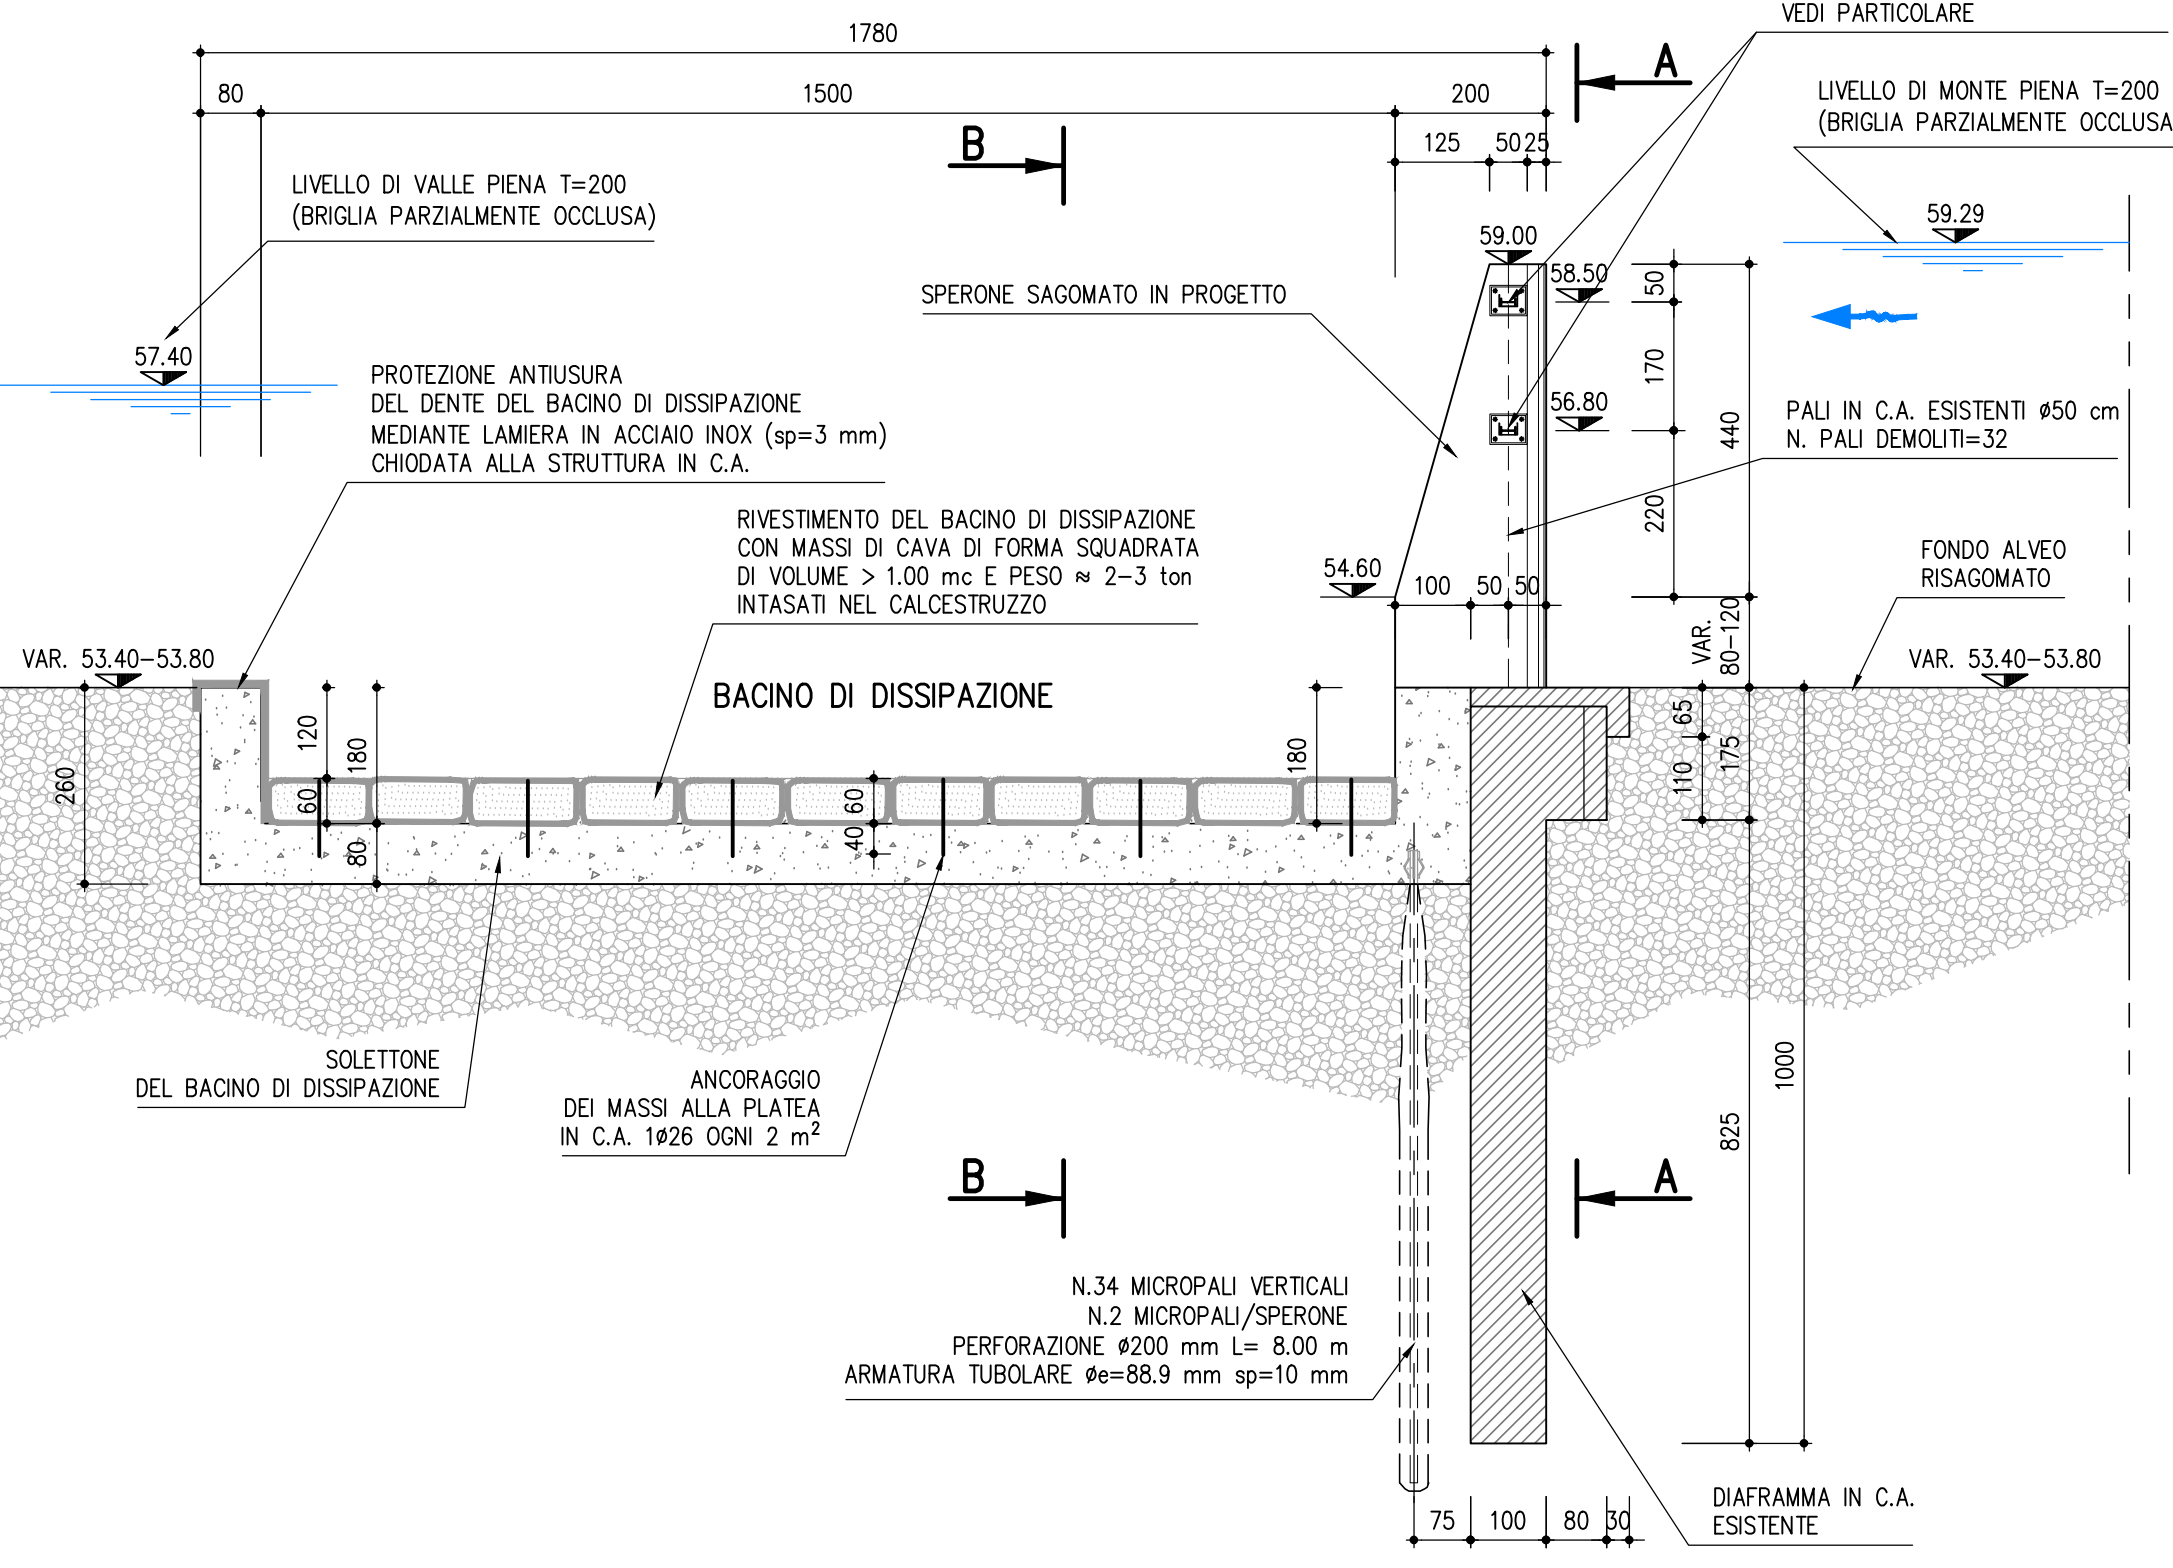 VEDI PARTICOLARE
1780
A
80
1500
200
LIVELLO DI MONTE PIENA T=200
(BRIGLIA PARZIALMENTE OCCLUSA
B
125
50
25
LIVELLO DI VALLE PIENA T=200
(BRIGLIA PARZIALMENTE OCCLUSA)
59.29
59.00
58.50
50
SPERONE SAGOMATO IN PROGETTO
57.40
170
PROTEZIONE ANTIUSURA
DEL DENTE DEL BACINO DI DISSIPAZIONE
MEDIANTE LAMIERA IN ACCIAIO INOX (sp=3 mm)
CHIODATA ALLA STRUTTURA IN C.A.
56.80
440
PALI IN C.A. ESISTENTI ø50 cm
N. PALI DEMOLITI=32
RIVESTIMENTO DEL BACINO DI DISSIPAZIONE
CON MASSI DI CAVA DI FORMA SQUADRATA
DI VOLUME > 1.00 mc E PESO ≈ 2-3 ton
INTASATI NEL CALCESTRUZZO
220
FONDO ALVEO
RISAGOMATO
54.60
100
50
50
VAR.
80-120
VAR. 53.40-53.80
VAR. 53.40-53.80
BACINO DI DISSIPAZIONE
120
180
180
65
175
110
260
60
60
80
40
SOLETTONE
DEL BACINO DI DISSIPAZIONE
ANCORAGGIO
DEI MASSI ALLA PLATEA
IN C.A. 1ø26 OGNI 2 m²
825
1000
B
A
N.34 MICROPALI VERTICALI
N.2 MICROPALI/SPERONE
PERFORAZIONE ø200 mm L= 8.00 m
ARMATURA TUBOLARE øe=88.9 mm sp=10 mm
DIAFRAMMA IN C.A.
ESISTENTE
75
100
80
30